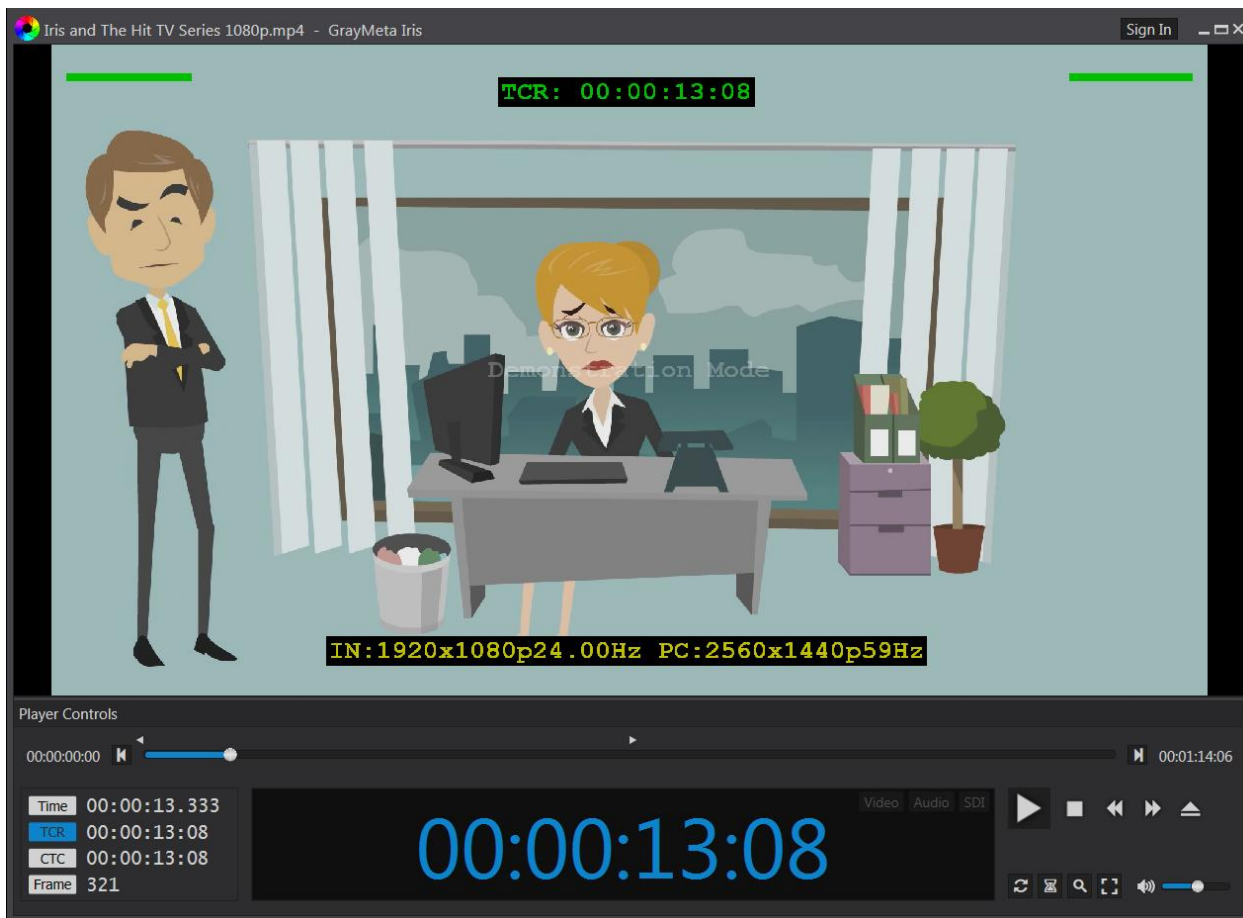 Iris and The Hit TV Series 1080p.mp4 - GrayMeta Iris
Sign In
TCR: 00:00:13:08
Demonstration Mode
IN:1920x1080p24.00Hz PC:2560x1440p59Hz
Player Controls
00:00:00:00
00:01:14:06
Time 00:00:13.333
TCR 00:00:13:08
CTC 00:00:13:08
Frame 321
Video Audio SDI
00:00:13:08